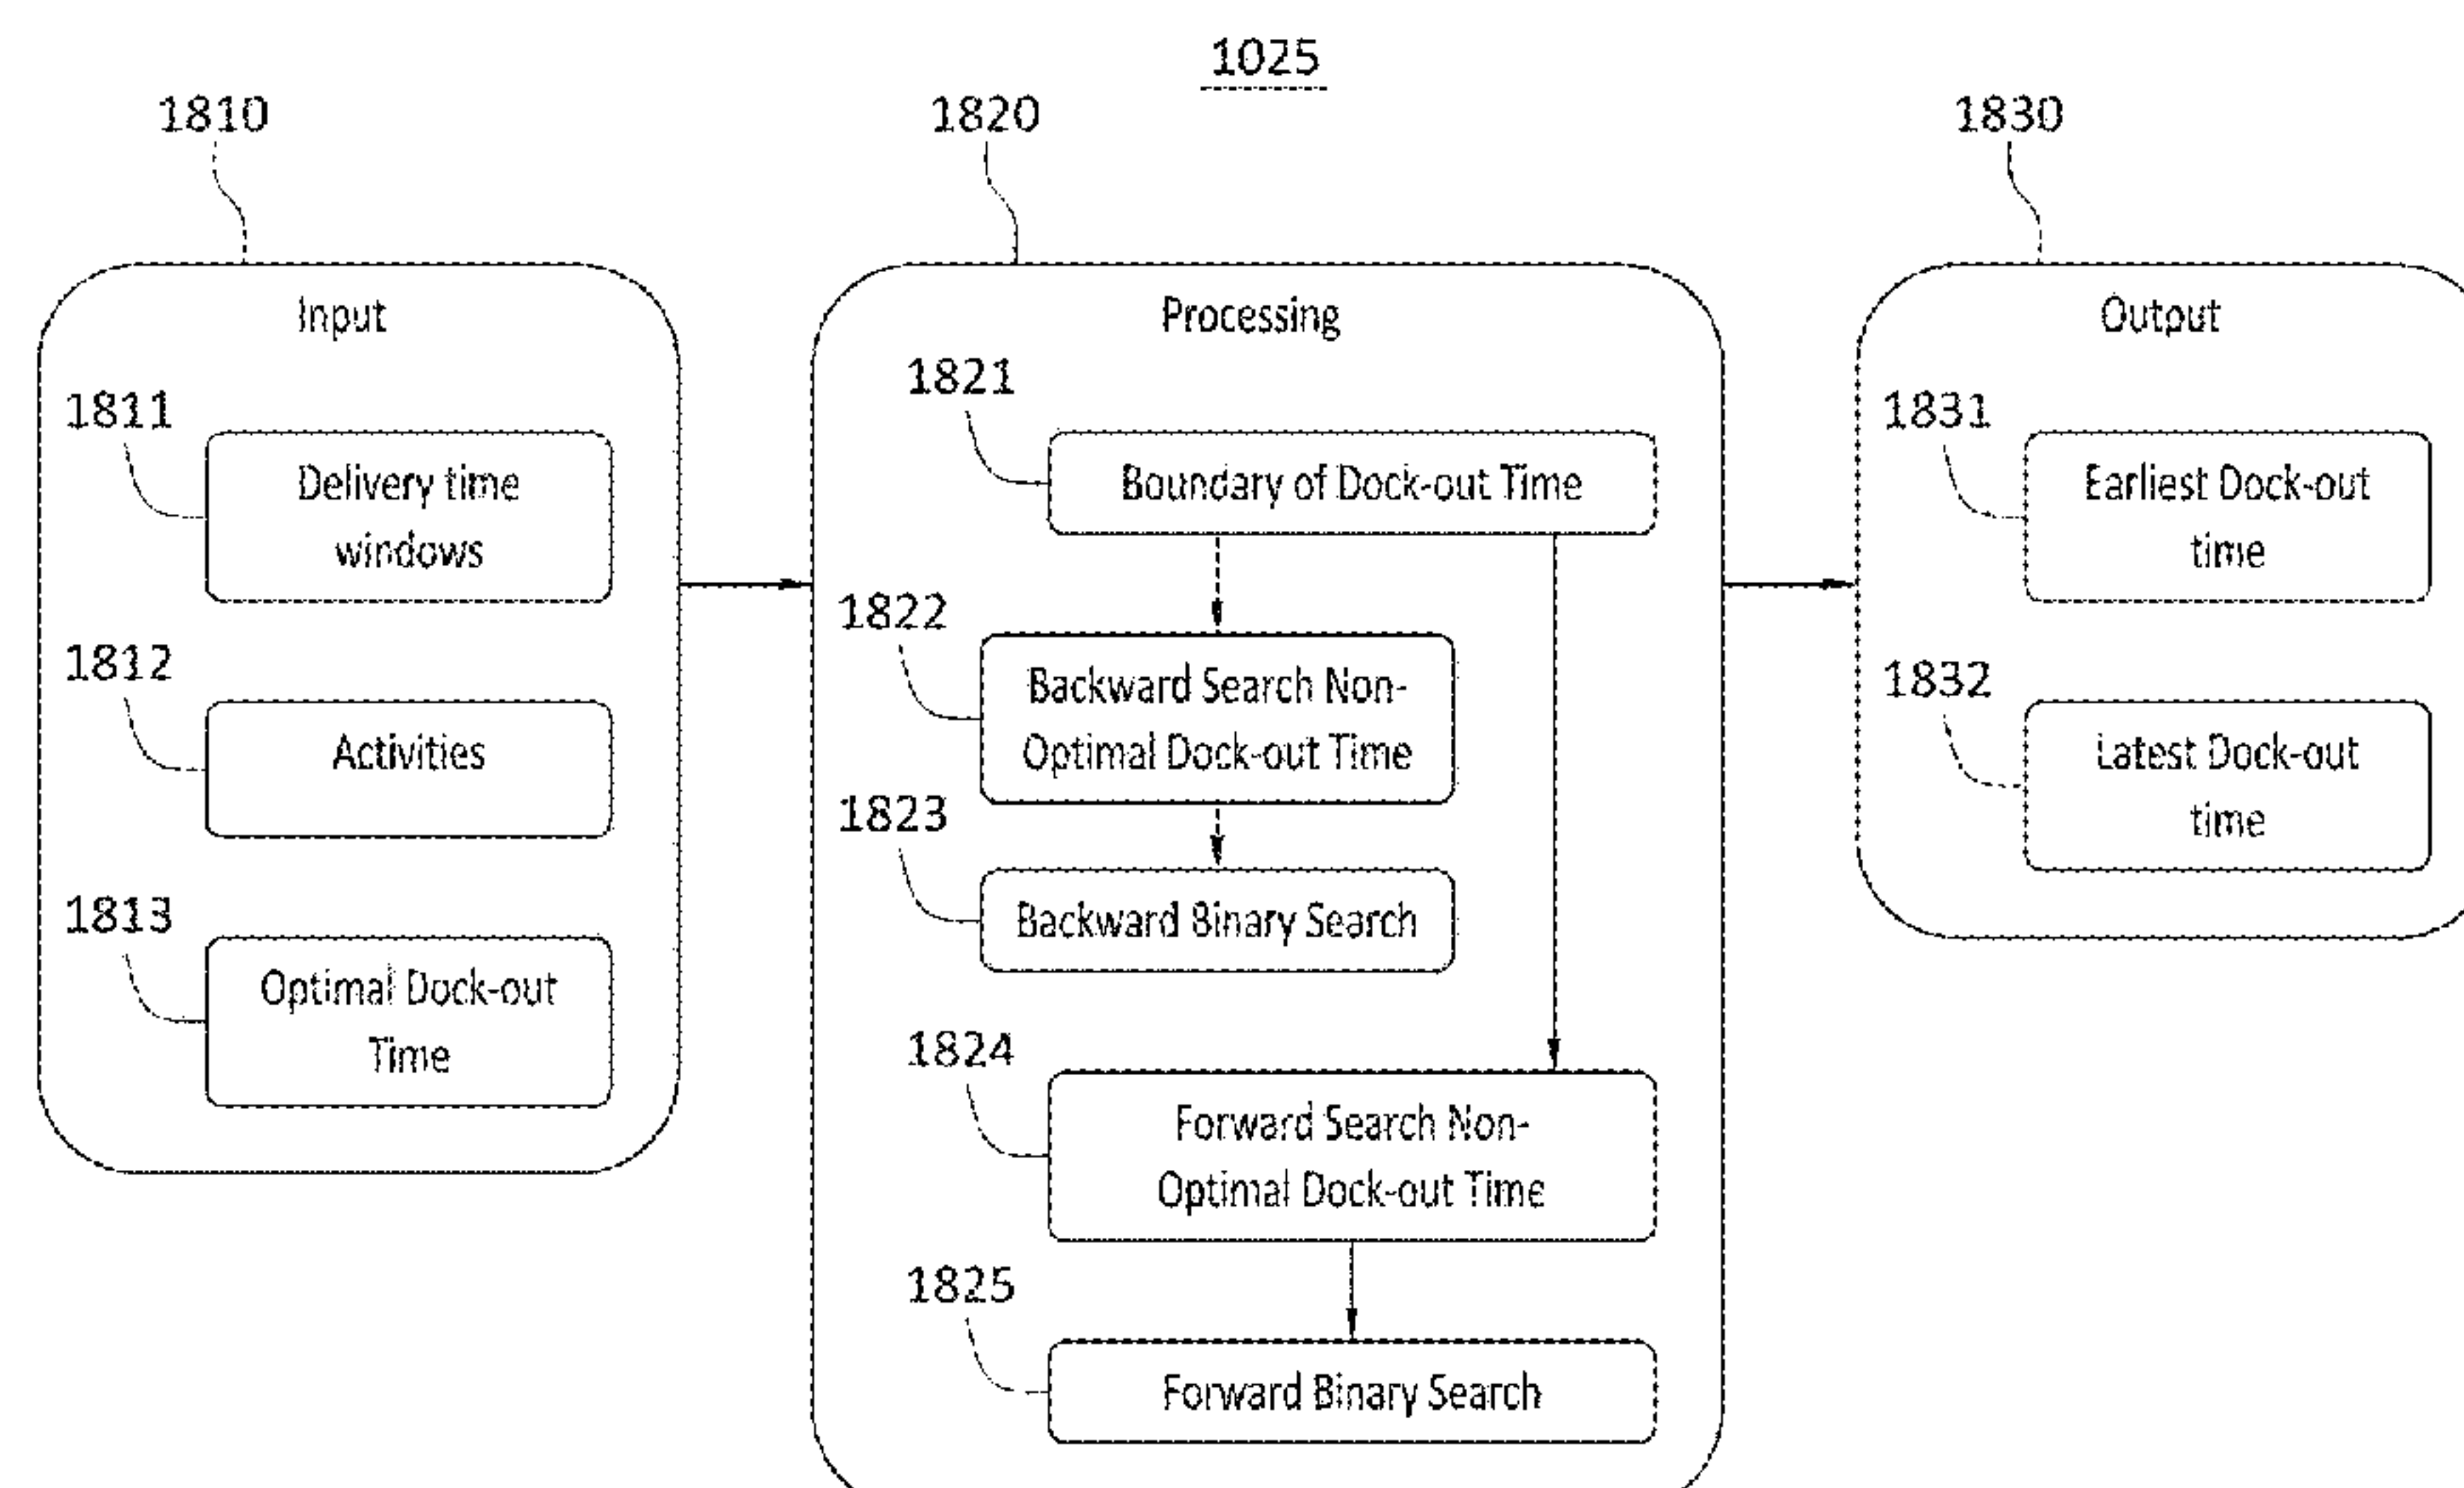 1025
1810
1820
1830
Input
1811
Delivery time
windows
1812
Activities
1813
Optimal Dock-out
Time
Processing
1821
Boundary of Dock-out Time
1822
Backward Search Non-
Optimal Dock-out Time
1823
Backward Binary Search
1824
Forward Search Non-
Optimal Dock-out Time
1825
Forward Binary Search
Output
1831
Earliest Dock-out
time
1832
Latest Dock-out
time